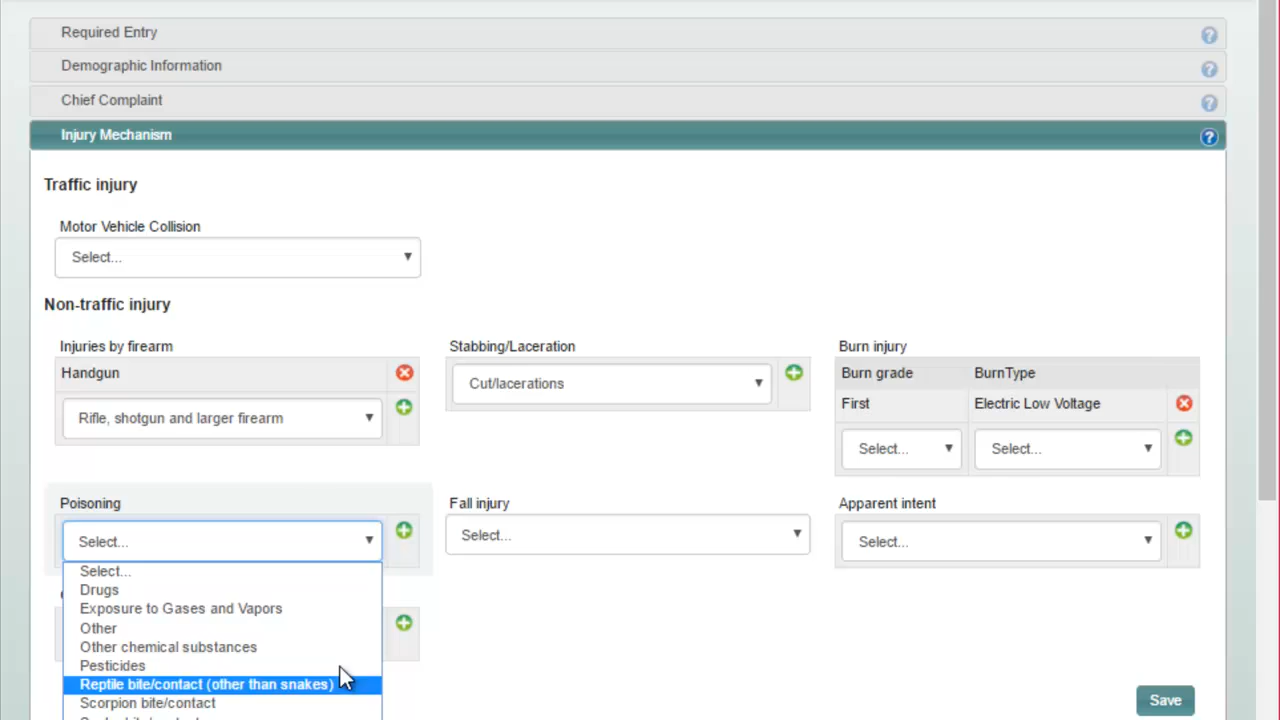 Required Entry
Demographic Information
Chief Complaint
Injury Mechanism
Traffic injury
Motor Vehicle Collision
Select...
Non-traffic injury
Injuries by firearm
Handgun
Rifle, shotgun and larger firearm
Stabbing/Laceration
Cut/lacerations
Burn injury
Burn grade BurnType
First Electric Low Voltage
Select... Select...
Poisoning
Select...
Select...
Drugs
Exposure to Gases and Vapors
Other
Other chemical substances
Pesticides
Reptile bite/contact (other than snakes)
Scorpion bite/contact
Fall injury
Select...
Apparent intent
Select...
Save